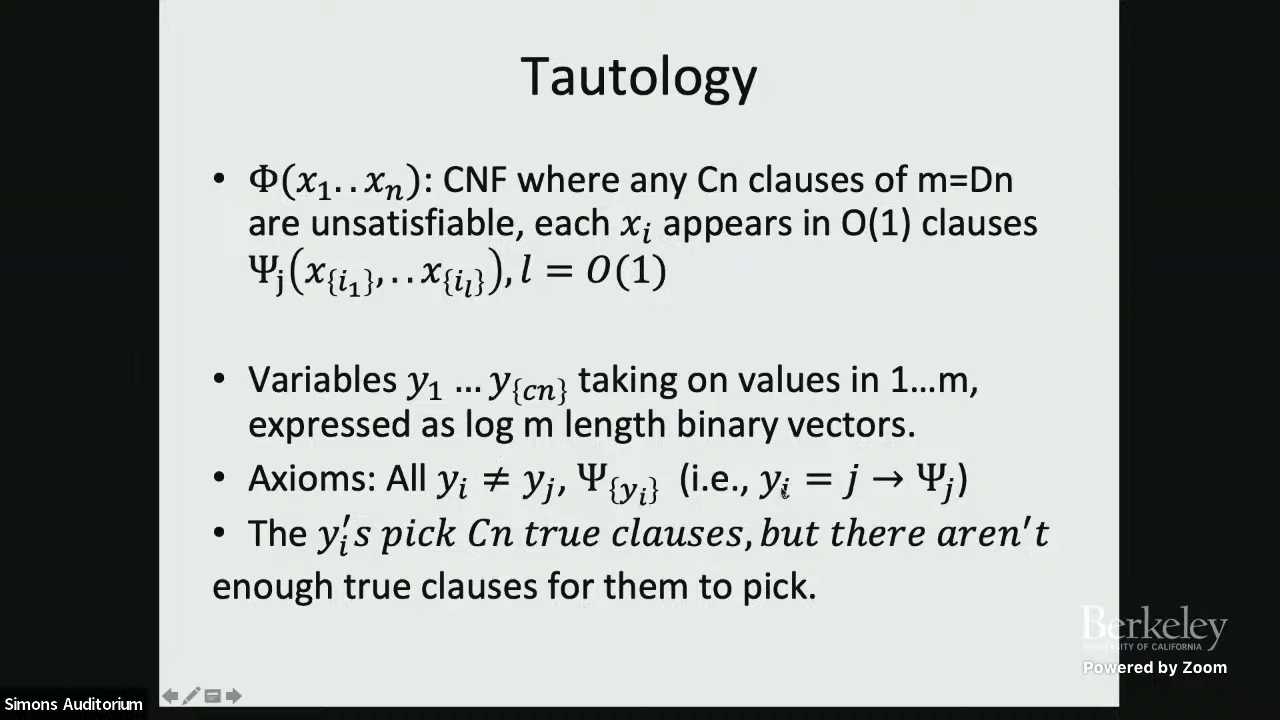 Tautology
• Φ(x₁..xₙ): CNF where any Cn clauses of m=Dn
are unsatisfiable, each xᵢ appears in O(1) clauses
Ψⱼ(x_{i₁},..x_{i_l}), l = O(1)
• Variables y₁ ... y_{cn} taking on values in 1...m,
expressed as log m length binary vectors.
• Axioms: All yᵢ ≠ yⱼ, Ψ_{yᵢ} (i.e., yᵢ = j → Ψⱼ)
• The yᵢ′s pick Cn true clauses, but there aren′t
enough true clauses for them to pick.
Berkeley
UNIVERSITY OF CALIFORNIA
Powered by Zoom
Simons Auditorium